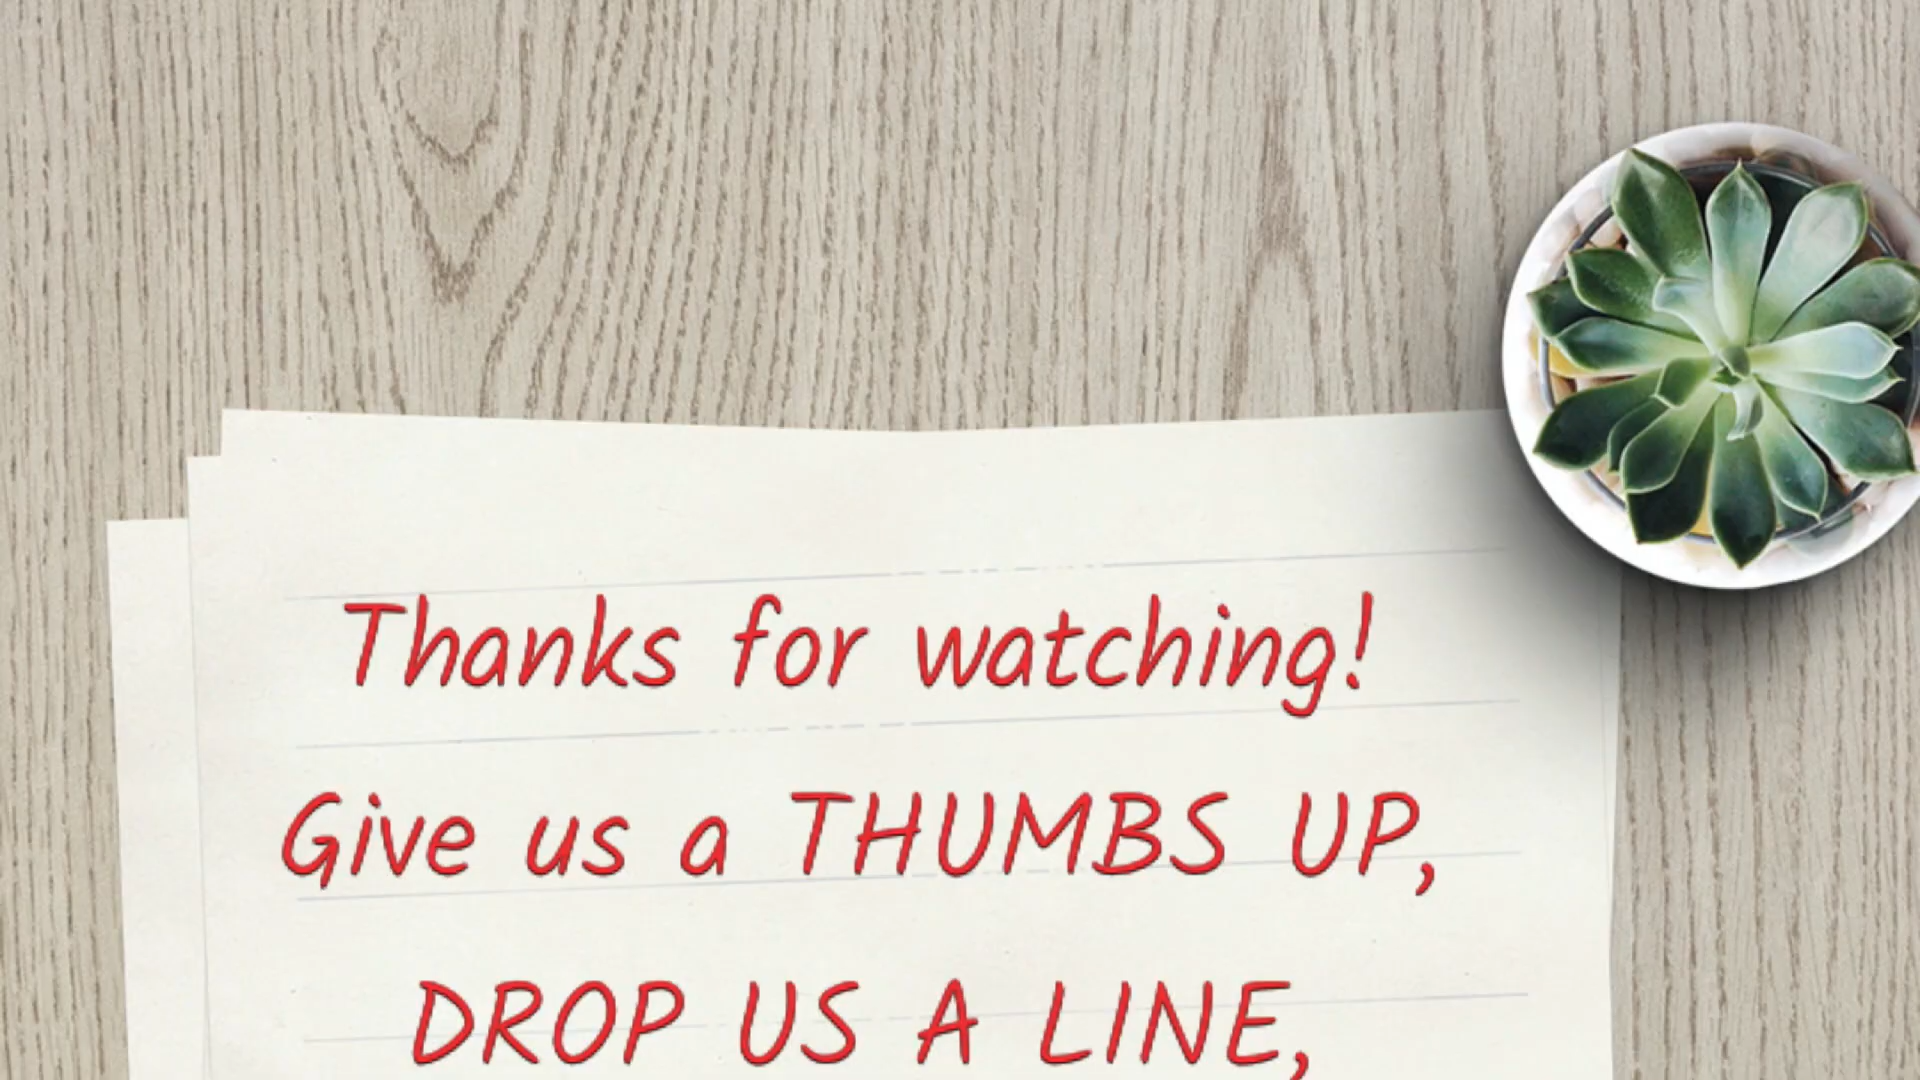 Thanks for watching!
Give us a THUMBS UP,
DROP US A LINE,